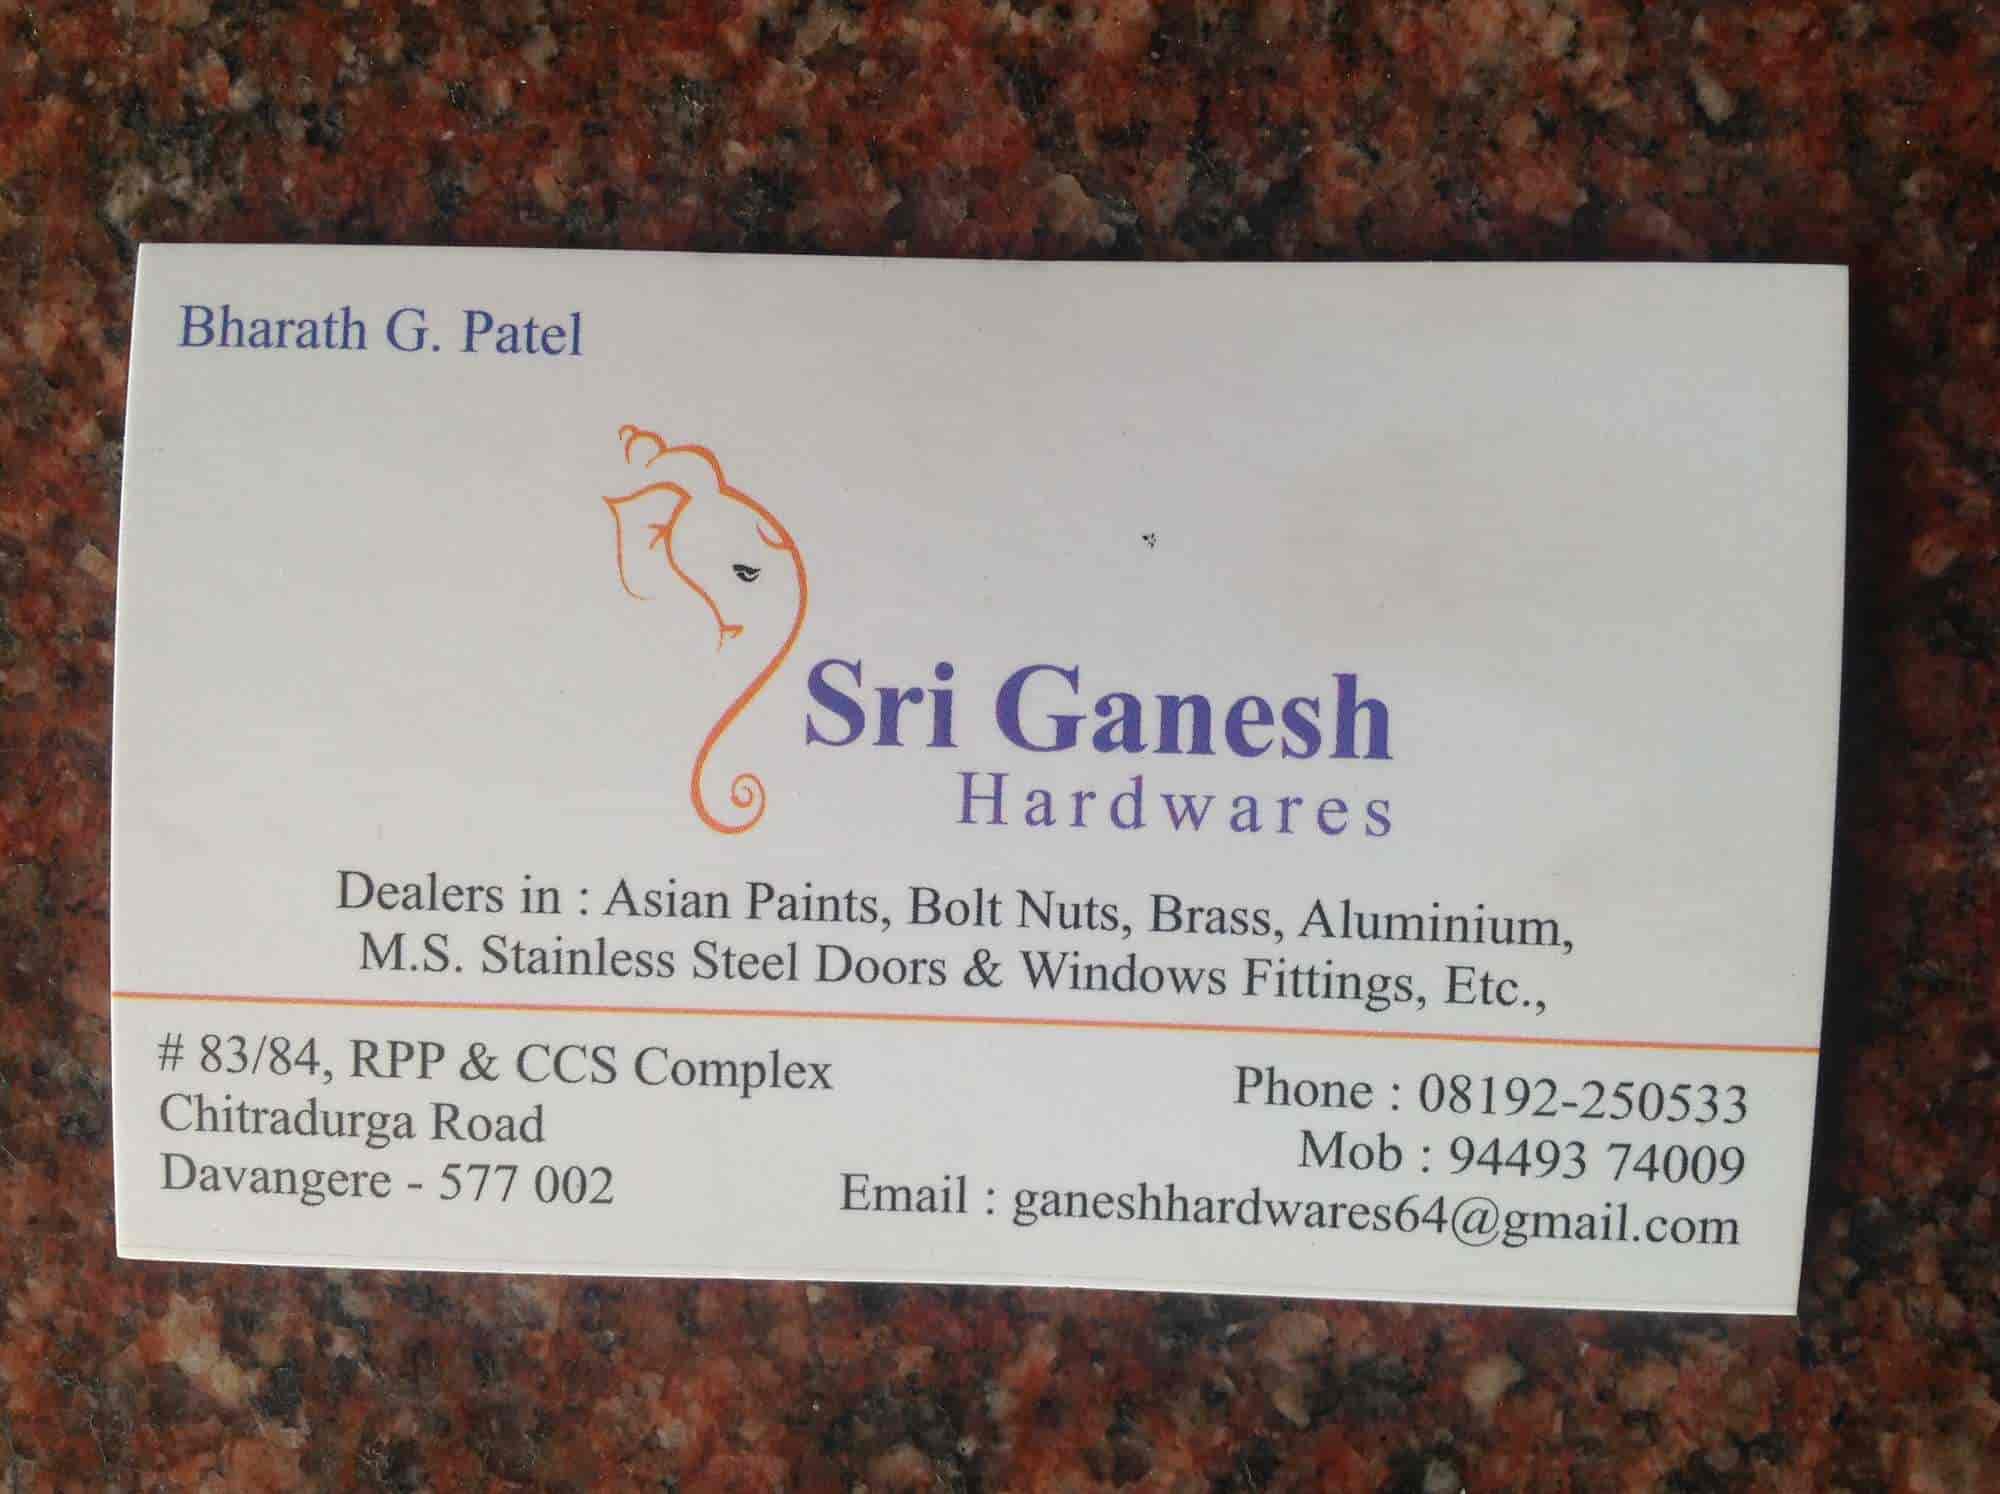 Bharath G. Patel
Sri Ganesh
Hardwares
Dealers in : Asian Paints, Bolt Nuts, Brass, Aluminium,
M.S. Stainless Steel Doors & Windows Fittings, Etc.,
# 83/84, RPP & CCS Complex
Chitradurga Road
Davangere - 577 002
Phone : 08192-250533
Mob : 94493 74009
Email : ganeshhardwares64@gmail.com